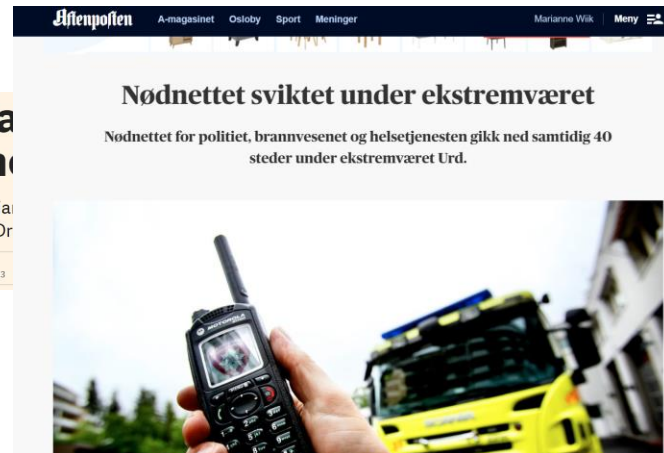 Aftenposten A-magasinet Osloby Sport Meninger Marianne Wiik Meny
Nødnettet sviktet under ekstremværet
Nødnettet for politiet, brannvesenet og helsetjenesten gikk ned samtidig 40
steder under ekstremværet Urd.
MOTOROLA
SCANIA